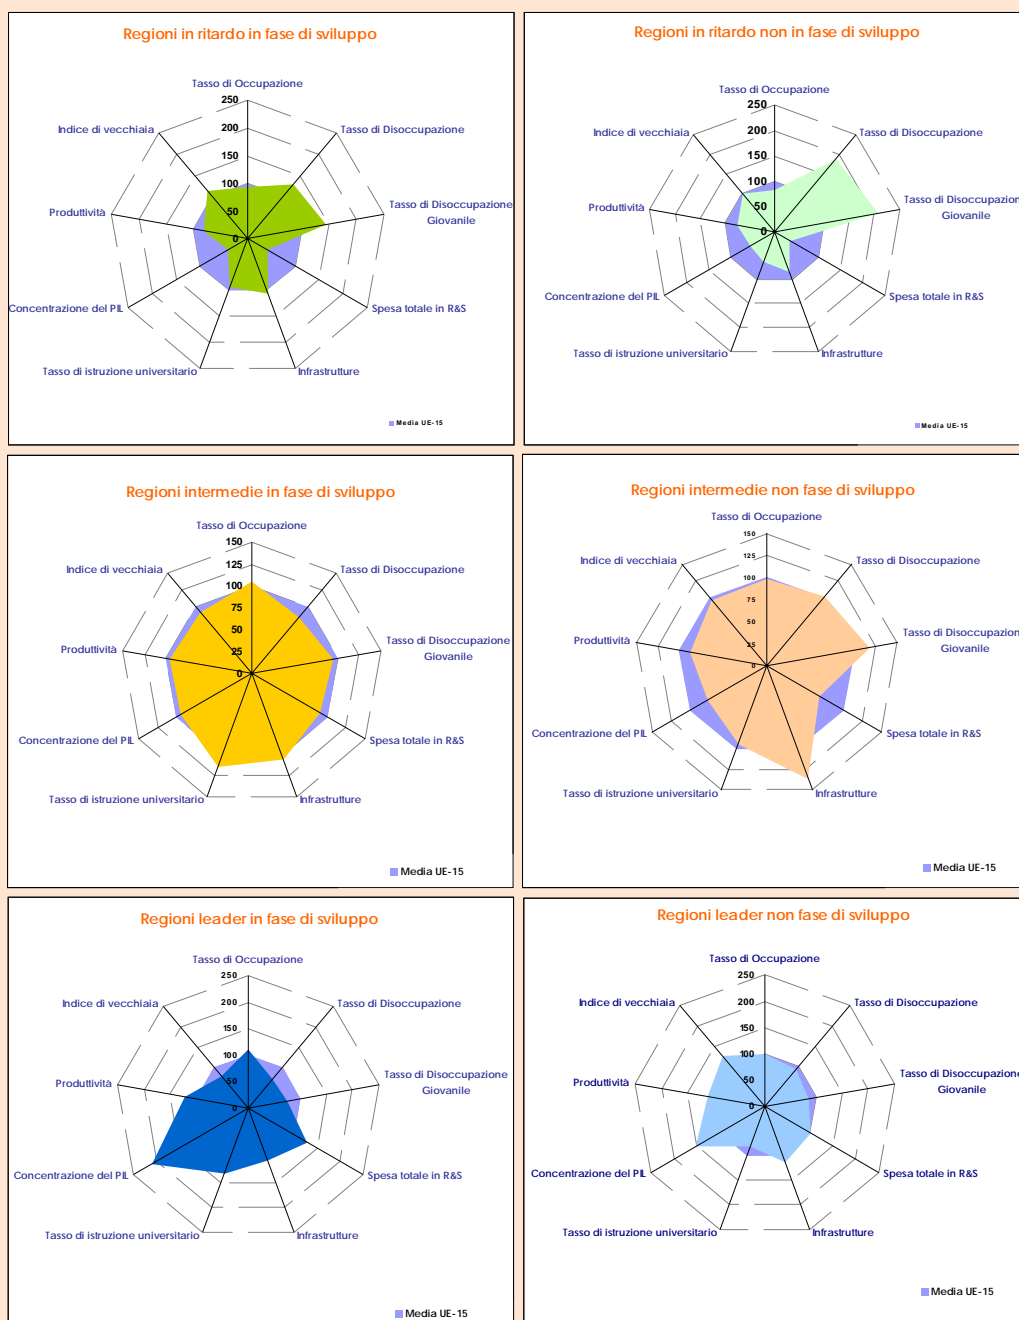 Regioni in ritardo in fase di sviluppo
Tasso di Occupazione
250
200
150
100
50
0
Indice di vecchiaia
Tasso di Disoccupazione
Produttività
Tasso di Disoccupazione
Giovanile
Concentrazione del PIL
Spesa totale in R&S
Tasso di istruzione universitario
Infrastrutture
Media UE-15
Regioni in ritardo non in fase di sviluppo
Tasso di Occupazione
250
200
150
100
50
0
Indice di vecchiaia
Tasso di Disoccupazione
Produttività
Tasso di Disoccupazion
Giovanile
Concentrazione del PIL
Spesa totale in R&S
Tasso di istruzione universitario
Infrastrutture
Media UE-15
Regioni intermedie in fase di sviluppo
Tasso di Occupazione
150
125
100
75
50
25
0
Indice di vecchiaia
Tasso di Disoccupazione
Produttività
Tasso di Disoccupazione
Giovanile
Concentrazione del PIL
Spesa totale in R&S
Tasso di istruzione universitario
Infrastrutture
Media UE-15
Regioni intermedie non fase di sviluppo
Tasso di Occupazione
150
125
100
75
50
25
0
Indice di vecchiaia
Tasso di Disoccupazione
Produttività
Tasso di Disoccupazion
Giovanile
Concentrazione del PIL
Spesa totale in R&S
Tasso di istruzione universitario
Infrastrutture
Media UE-15
Regioni leader in fase di sviluppo
Tasso di Occupazione
250
200
150
100
50
0
Indice di vecchiaia
Tasso di Disoccupazione
Produttività
Tasso di Disoccupazione
Giovanile
Concentrazione del PIL
Spesa totale in R&S
Tasso di istruzione universitario
Infrastrutture
Media UE-15
Regioni leader non fase di sviluppo
Tasso di Occupazione
250
200
150
100
50
0
Indice di vecchiaia
Tasso di Disoccupazione
Produttività
Tasso di Disoccupazion
Giovanile
Concentrazione del PIL
Spesa totale in R&S
Tasso di istruzione universitario
Infrastrutture
Media UE-15